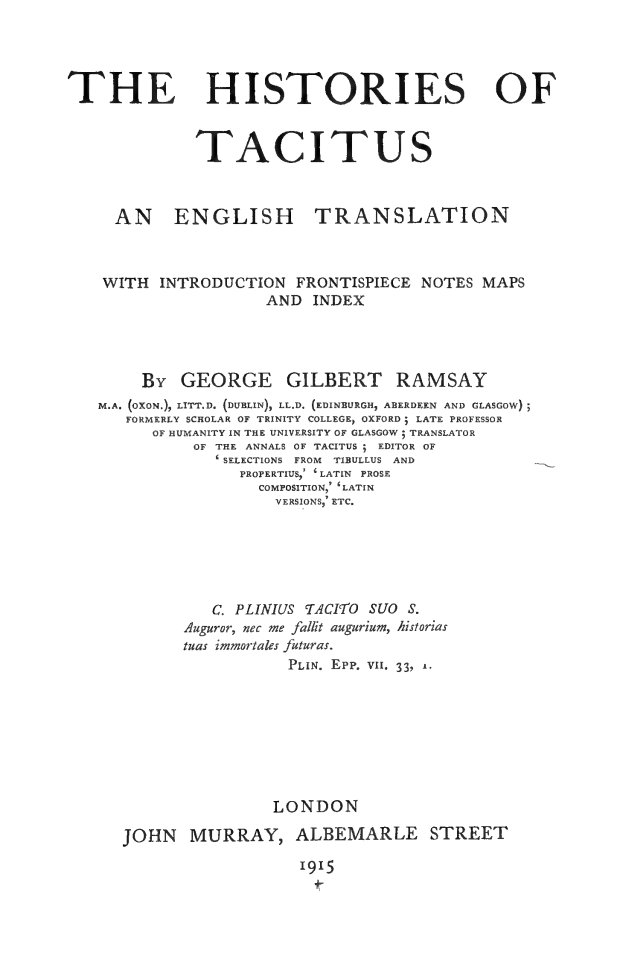 THE HISTORIES OF
TACITUS
AN ENGLISH TRANSLATION
WITH INTRODUCTION FRONTISPIECE NOTES MAPS
AND INDEX
By GEORGE GILBERT RAMSAY
M.A. (OXON.), LITT.D. (DUBLIN), LL.D. (EDINBURGH, ABERDEEN AND GLASGOW) ;
FORMERLY SCHOLAR OF TRINITY COLLEGE, OXFORD ; LATE PROFESSOR
OF HUMANITY IN THE UNIVERSITY OF GLASGOW ; TRANSLATOR
OF THE ANNALS OF TACITUS ; EDITOR OF
‘ SELECTIONS FROM TIBULLUS AND
PROPERTIUS,’ ‘ LATIN PROSE
COMPOSITION,’ ‘LATIN
VERSIONS,’ ETC.
C. PLINIUS TACITO SUO S.
Auguror, nec me fallit augurium, historias
tuas immortales futuras.
PLIN. EPP. VII. 33, 1.
LONDON
JOHN MURRAY, ALBEMARLE STREET
1915